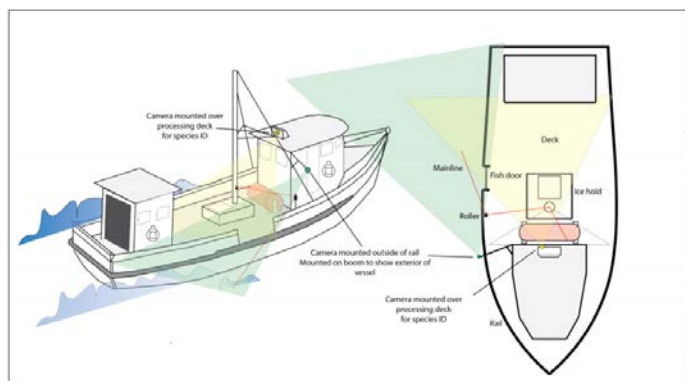 Camera mounted over
processing deck
for species ID
Deck
Mainline
Fish door
Ice hold
Roller
Camera mounted outside of rail
Mounted on boom to show exterior of
vessel
Camera mounted over
processing deck
for species ID
Rail